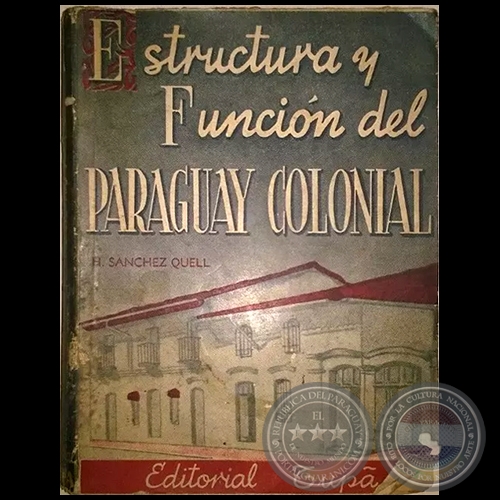 Estructura y
Función del
PARAGUAY COLONIAL
H. SANCHEZ QUELL
Editorial